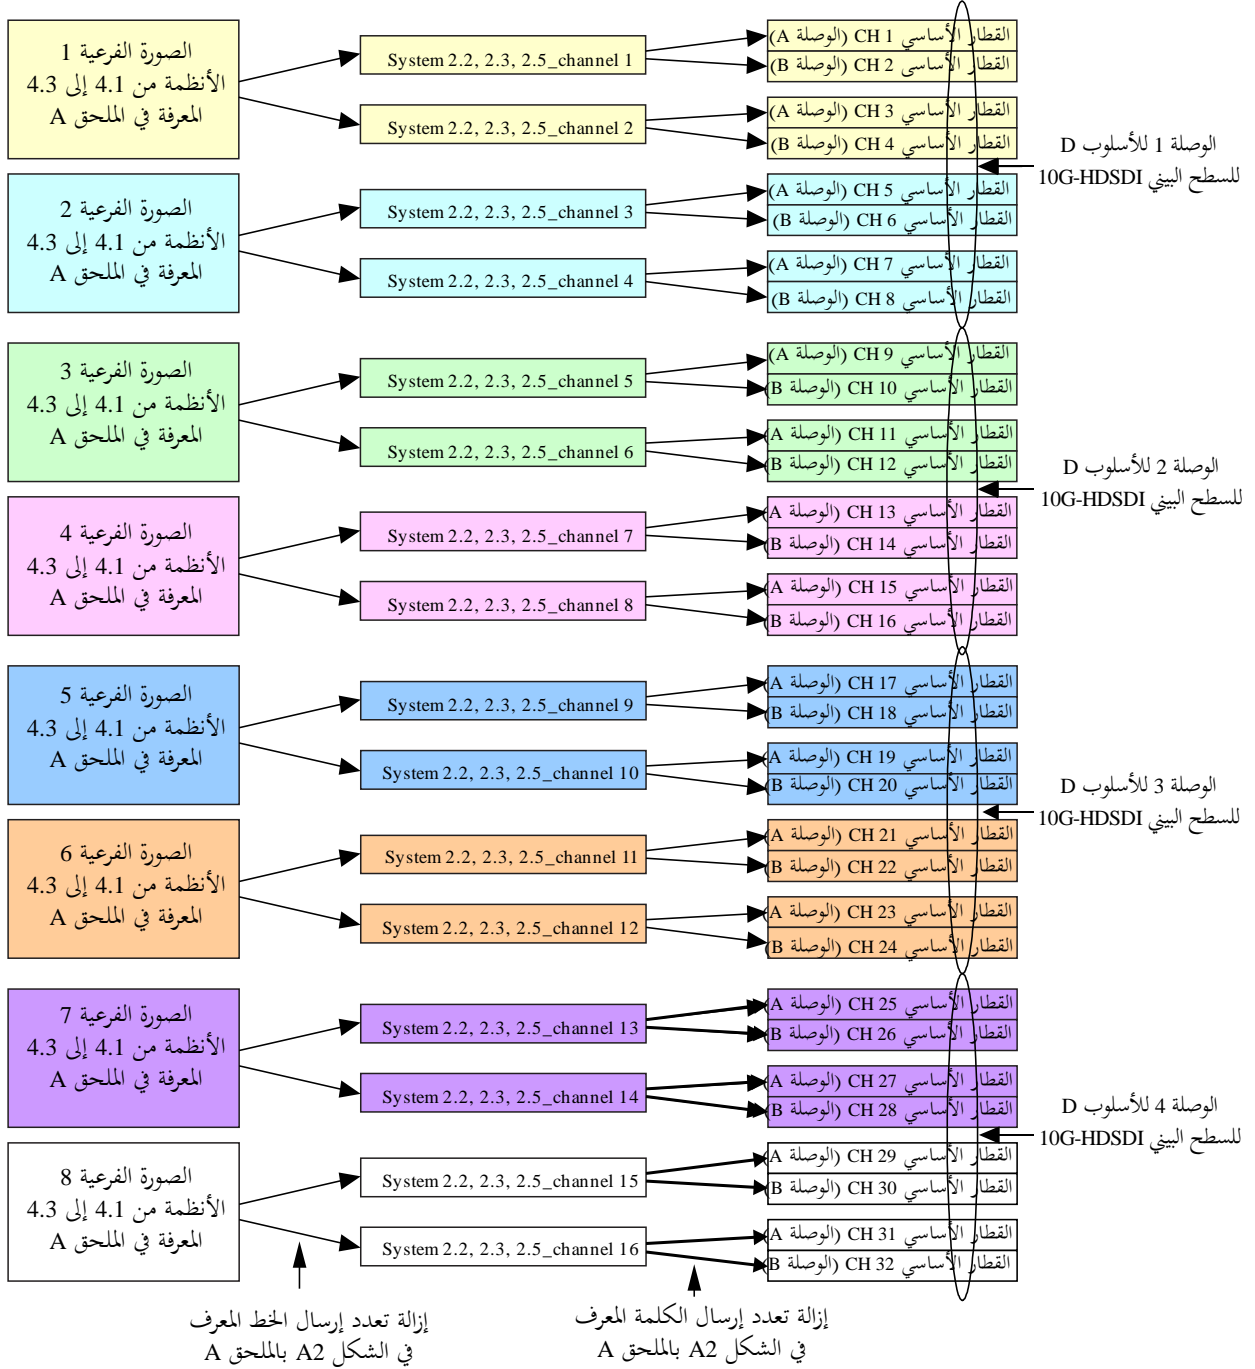 الصورة الفرعية 1
الأنظمة من 4.1 إلى 4.3
المعرفة في الملحق A
System 2.2, 2.3, 2.5_channel 1
System 2.2, 2.3, 2.5_channel 2
القطار الأساسي CH 1 (الوصلة A)
القطار الأساسي CH 2 (الوصلة B)
القطار الأساسي CH 3 (الوصلة A)
القطار الأساسي CH 4 (الوصلة B)
الصورة الفرعية 2
الأنظمة من 4.1 إلى 4.3
المعرفة في الملحق A
System 2.2, 2.3, 2.5_channel 3
System 2.2, 2.3, 2.5_channel 4
القطار الأساسي CH 5 (الوصلة A)
القطار الأساسي CH 6 (الوصلة B)
القطار الأساسي CH 7 (الوصلة A)
القطار الأساسي CH 8 (الوصلة B)
الوصلة 1 للأسلوب D
للسطح البيني 10G-HDSDI
الصورة الفرعية 3
الأنظمة من 4.1 إلى 4.3
المعرفة في الملحق A
System 2.2, 2.3, 2.5_channel 5
System 2.2, 2.3, 2.5_channel 6
القطار الأساسي CH 9 (الوصلة A)
القطار الأساسي CH 10 (الوصلة B)
القطار الأساسي CH 11 (الوصلة A)
القطار الأساسي CH 12 (الوصلة B)
الصورة الفرعية 4
الأنظمة من 4.1 إلى 4.3
المعرفة في الملحق A
System 2.2, 2.3, 2.5_channel 7
System 2.2, 2.3, 2.5_channel 8
القطار الأساسي CH 13 (الوصلة A)
القطار الأساسي CH 14 (الوصلة B)
القطار الأساسي CH 15 (الوصلة A)
القطار الأساسي CH 16 (الوصلة B)
الوصلة 2 للأسلوب D
للسطح البيني 10G-HDSDI
الصورة الفرعية 5
الأنظمة من 4.1 إلى 4.3
المعرفة في الملحق A
System 2.2, 2.3, 2.5_channel 9
System 2.2, 2.3, 2.5_channel 10
القطار الأساسي CH 17 (الوصلة A)
القطار الأساسي CH 18 (الوصلة B)
القطار الأساسي CH 19 (الوصلة A)
القطار الأساسي CH 20 (الوصلة B)
الصورة الفرعية 6
الأنظمة من 4.1 إلى 4.3
المعرفة في الملحق A
System 2.2, 2.3, 2.5_channel 11
System 2.2, 2.3, 2.5_channel 12
القطار الأساسي CH 21 (الوصلة A)
القطار الأساسي CH 22 (الوصلة B)
القطار الأساسي CH 23 (الوصلة A)
القطار الأساسي CH 24 (الوصلة B)
الوصلة 3 للأسلوب D
للسطح البيني 10G-HDSDI
الصورة الفرعية 7
الأنظمة من 4.1 إلى 4.3
المعرفة في الملحق A
System 2.2, 2.3, 2.5_channel 13
System 2.2, 2.3, 2.5_channel 14
القطار الأساسي CH 25 (الوصلة A)
القطار الأساسي CH 26 (الوصلة B)
القطار الأساسي CH 27 (الوصلة A)
القطار الأساسي CH 28 (الوصلة B)
الصورة الفرعية 8
الأنظمة من 4.1 إلى 4.3
المعرفة في الملحق A
System 2.2, 2.3, 2.5_channel 15
System 2.2, 2.3, 2.5_channel 16
القطار الأساسي CH 29 (الوصلة A)
القطار الأساسي CH 30 (الوصلة B)
القطار الأساسي CH 31 (الوصلة A)
القطار الأساسي CH 32 (الوصلة B)
الوصلة 4 للأسلوب D
للسطح البيني 10G-HDSDI
إزالة تعدد إرسال الخط المعرف
في الشكل A2 بالملحق A
إزالة تعدد إرسال الكلمة المعرف
في الشكل A2 بالملحق A